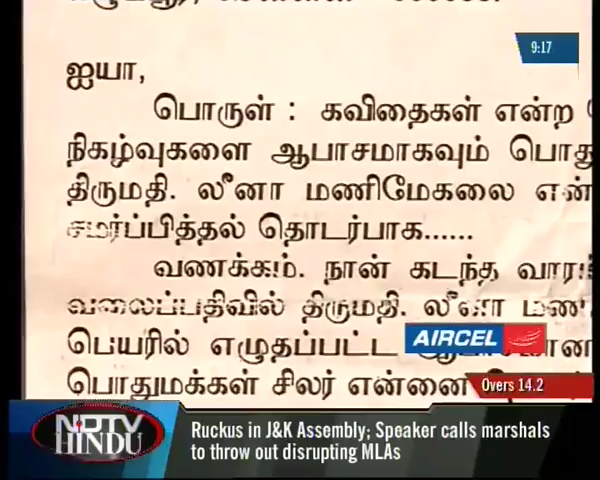 9:17
ஐயா,
பொருள் : கவிதைகள் என்ற
நிகழ்வுகளை ஆபாசமாகவும்
திருமதி. லீனா மணிமேகலை
சமர்ப்பித்தல் தொடர்பாக......
வணக்கம். நான் கடந்த
வலைப்பதிவில் திருமதி. லீனா
பெயரில் எழுதப்பட்ட
AIRCEL
பொதுமக்கள் சிலர் என்னை
Overs 14.2
NDTV HINDU
Ruckus in J&K Assembly; Speaker calls marshals
to throw out disrupting MLAs